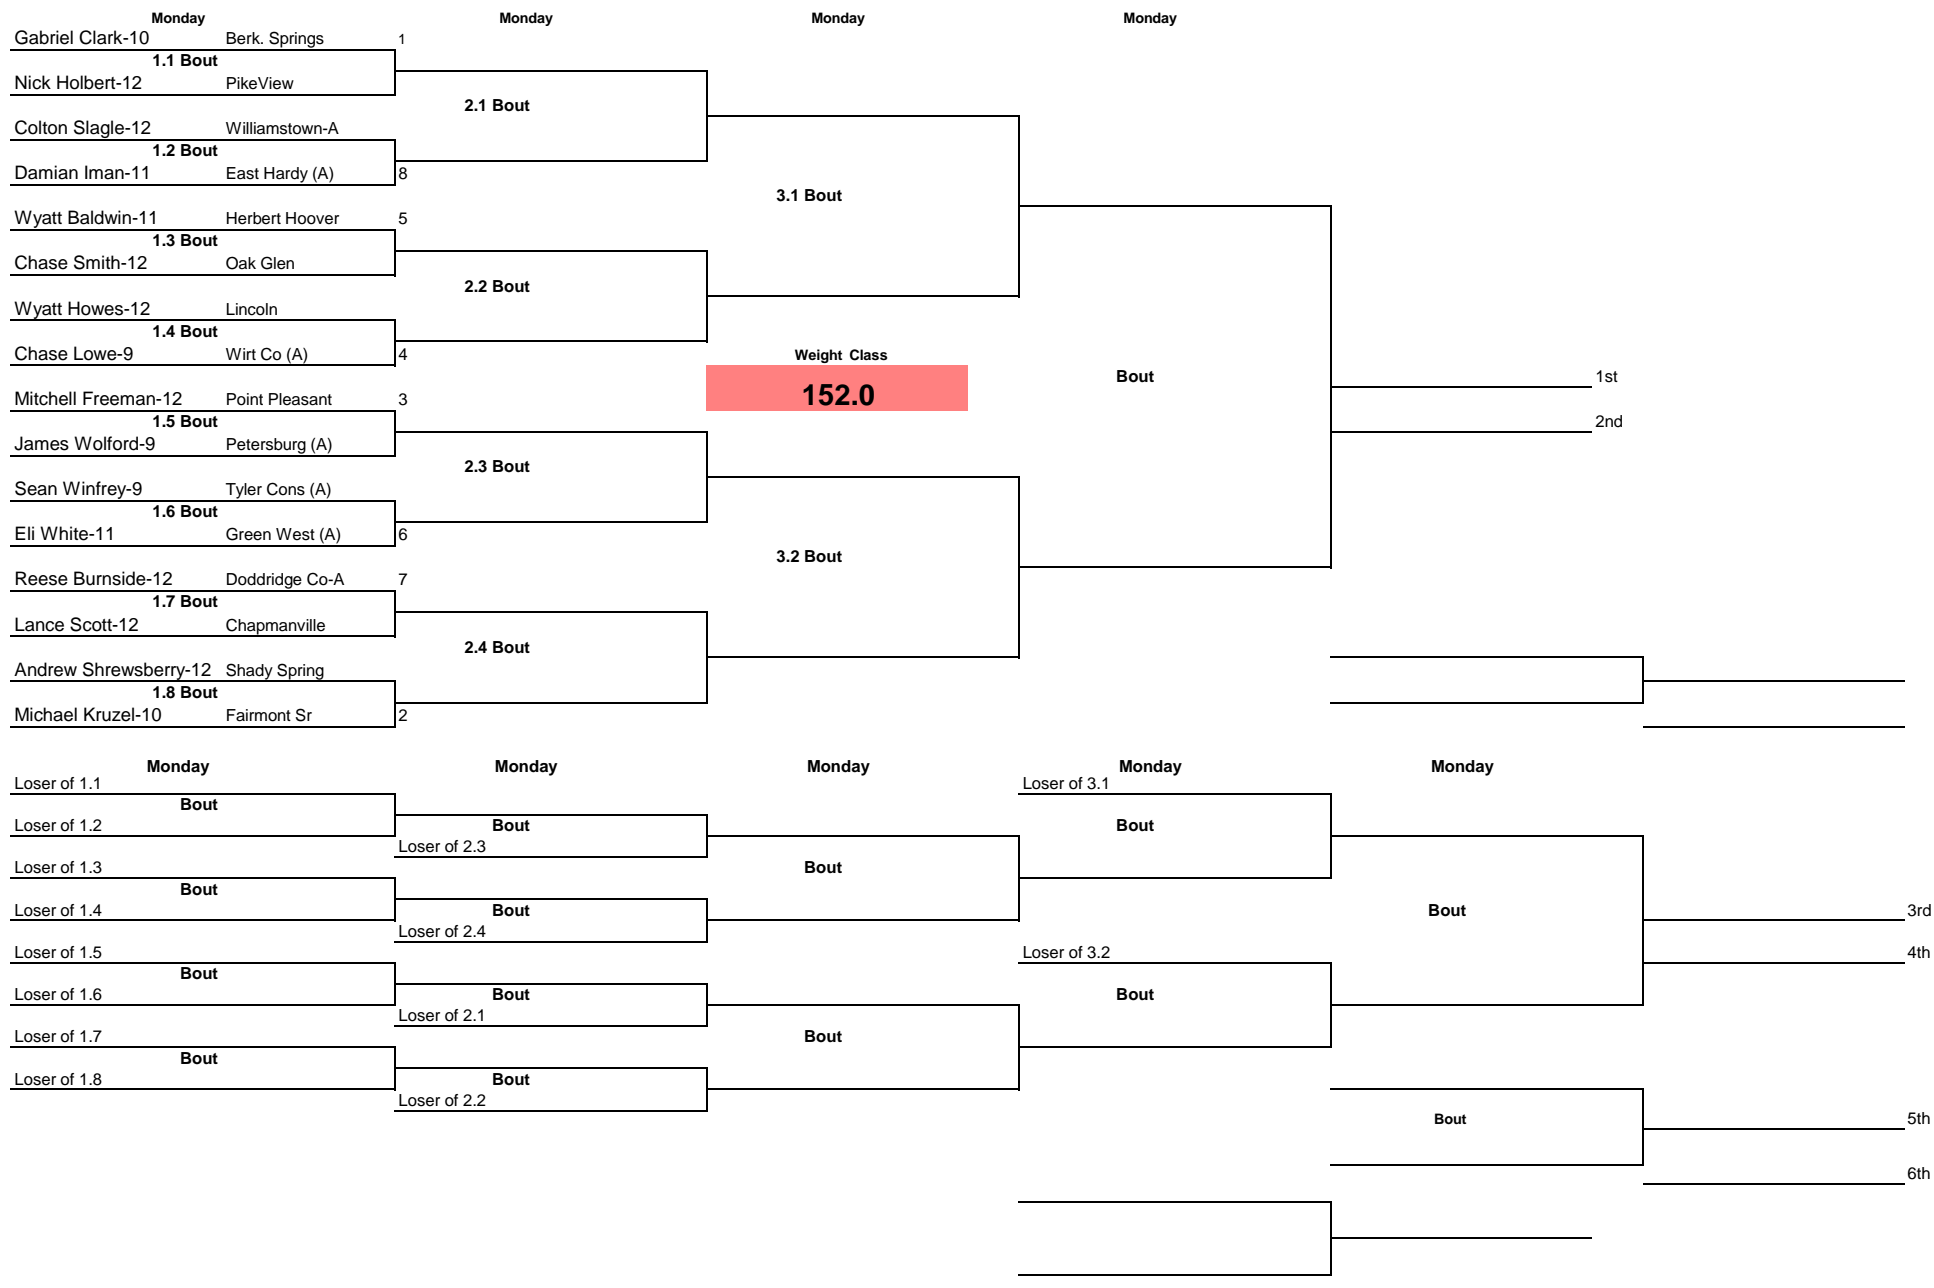 Monday Monday Monday Monday
Gabriel Clark-10 Berk. Springs 1
1.1 Bout
Nick Holbert-12 PikeView
2.1 Bout
Colton Slagle-12 Williamstown-A
1.2 Bout
Damian Iman-11 East Hardy (A) 8
3.1 Bout
Wyatt Baldwin-11 Herbert Hoover 5
1.3 Bout
Chase Smith-12 Oak Glen
2.2 Bout
Wyatt Howes-12 Lincoln
1.4 Bout
Chase Lowe-9 Wirt Co (A) 4 Weight Class
Bout 1st
152.0
Mitchell Freeman-12 Point Pleasant 3
1.5 Bout 2nd
James Wolford-9 Petersburg (A)
2.3 Bout
Sean Winfrey-9 Tyler Cons (A)
1.6 Bout
Eli White-11 Green West (A) 6
3.2 Bout
Reese Burnside-12 Doddridge Co-A 7
1.7 Bout
Lance Scott-12 Chapmanville
2.4 Bout
Andrew Shrewsberry-12 Shady Spring
1.8 Bout
Michael Kruzel-10 Fairmont Sr 2
Monday Monday Monday Monday Monday
Loser of 1.1 Loser of 3.1
Bout
Loser of 1.2 Bout Bout
Loser of 2.3
Loser of 1.3 Bout
Bout
Loser of 1.4 Bout Bout 3rd
Loser of 2.4
Loser of 1.5 Loser of 3.2 4th
Bout
Loser of 1.6 Bout Bout
Loser of 2.1
Loser of 1.7 Bout
Bout
Loser of 1.8 Bout
Loser of 2.2
Bout 5th
6th